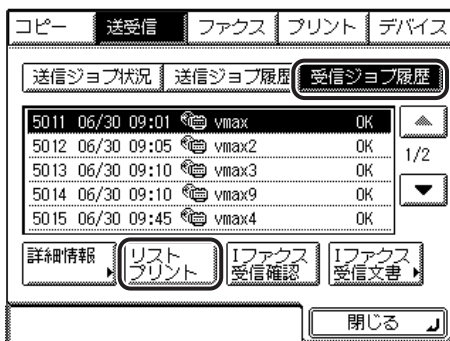 コピー 送受信 ファクス プリント デバイス
送信ジョブ状況 送信ジョブ履歴 受信ジョブ履歴
5011 06/30 09:01 vmax OK
5012 06/30 09:05 vmax2 OK
5013 06/30 09:10 vmax3 OK
5014 06/30 09:10 vmax9 OK
5015 06/30 09:45 vmax4 OK
1/2
詳細情報 リスト プリント Iファクス 受信確認 Iファクス 受信文書
閉じる